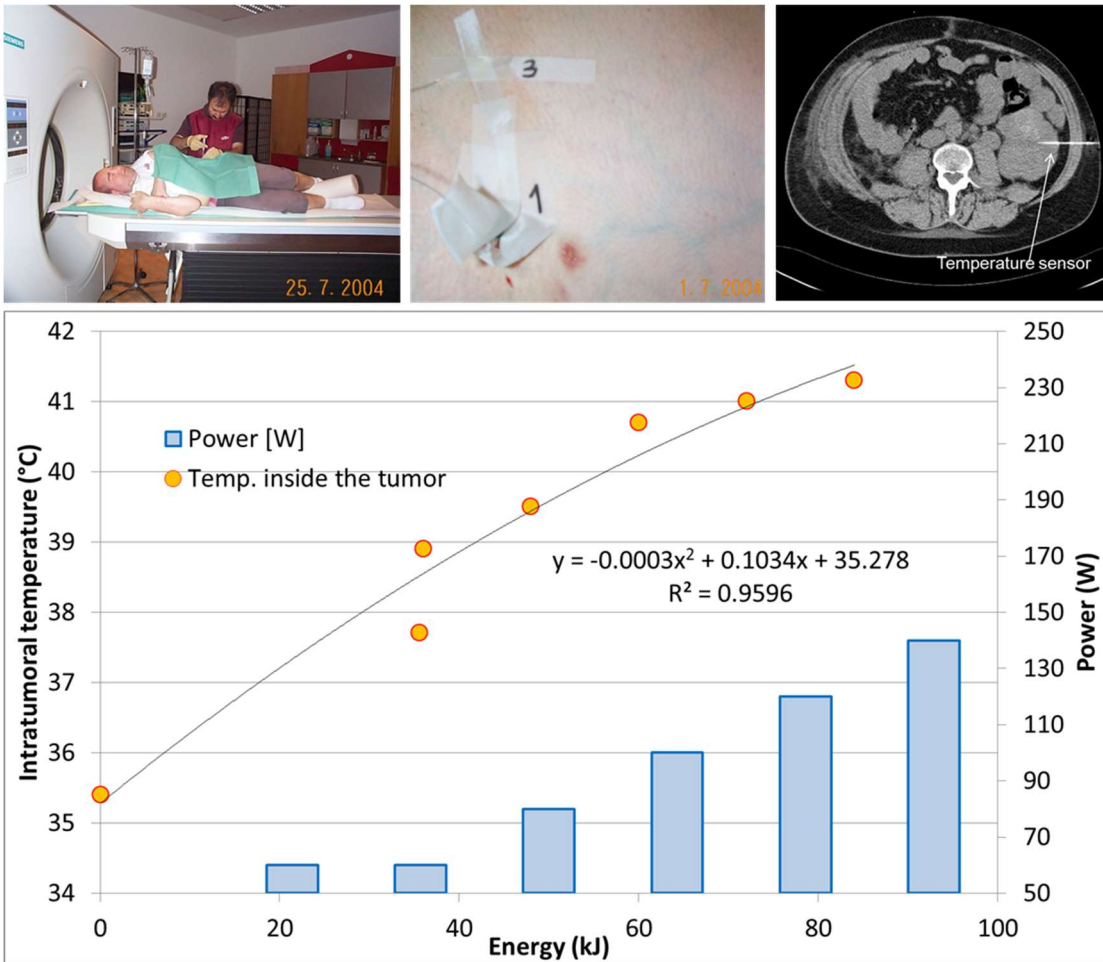 SIEMENS
25. 7. 2004
3
1
1. 7. 2004
Temperature sensor
Intratumoral temperature (°C)
42
41
40
39
38
37
36
35
34
Power [W]
Temp. inside the tumor
y = -0.0003x² + 0.1034x + 35.278
R² = 0.9596
250
230
210
190
170
150
130
110
90
70
50
Power (W)
0
20
40
60
80
100
Energy (kJ)